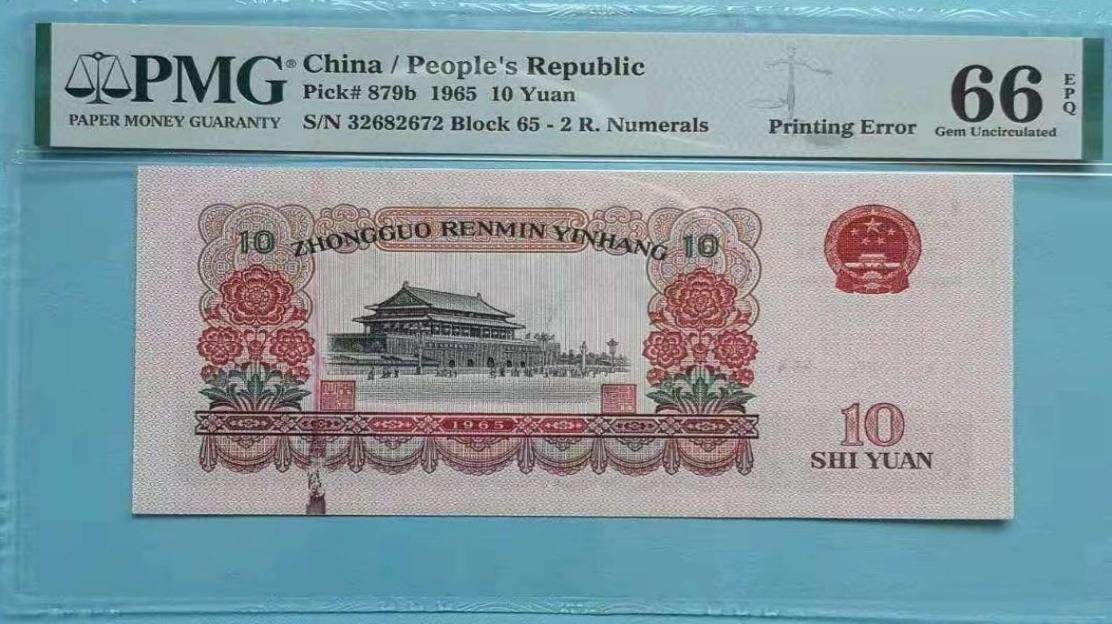 PMG®
PAPER MONEY GUARANTY
China / People's Republic
Pick# 879b 1965 10 Yuan
S/N 32682672 Block 65 - 2 R. Numerals
Printing Error
66 EPQ
Gem Uncirculated
10 ZHONGGUO RENMIN YINHANG 10
1965
10
SHI YUAN